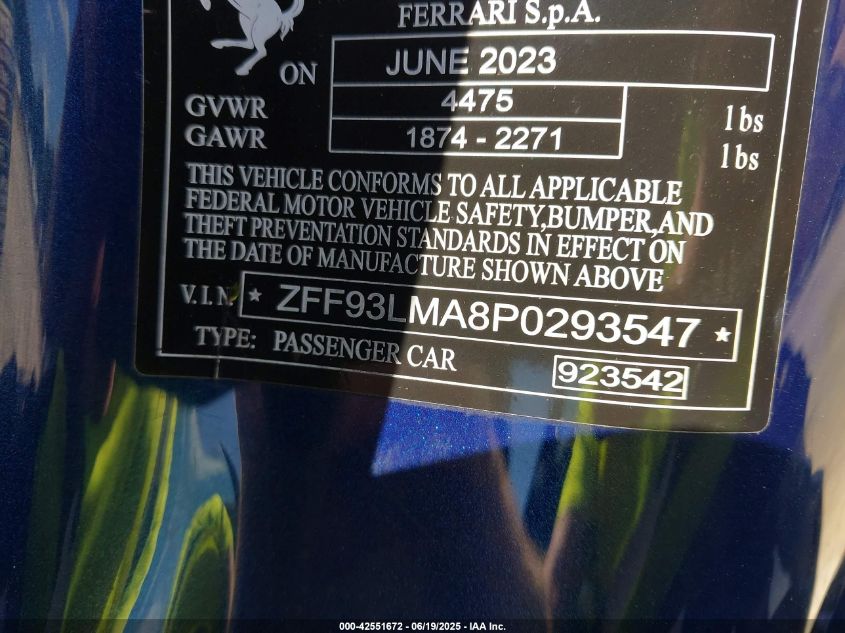 FERRARI S.p.A.
ON JUNE 2023
GVWR 4475 lbs
GAWR 1874 - 2271 lbs
THIS VEHICLE CONFORMS TO ALL APPLICABLE
FEDERAL MOTOR VEHICLE SAFETY,BUMPER,AND
THEFT PREVENTATION STANDARDS IN EFFECT ON
THE DATE OF MANUFACTURE SHOWN ABOVE
V.I.N. * ZFF93LMA8P0293547 *
TYPE: PASSENGER CAR 923542
000-42551672 - 06/19/2025 - IAA Inc.